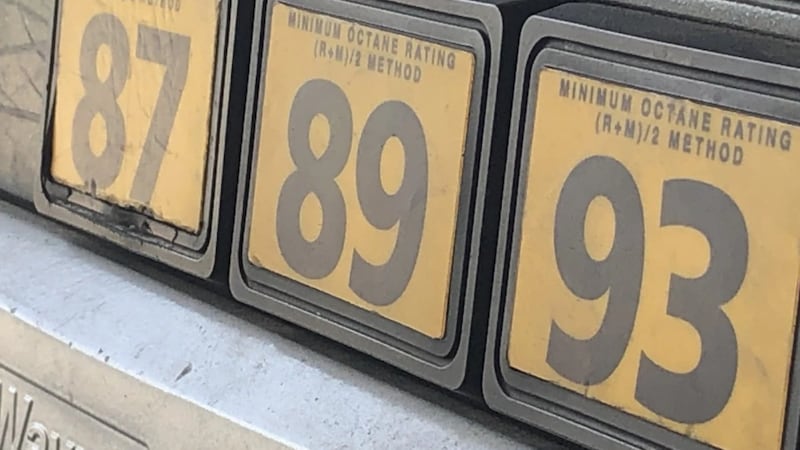 87
MINIMUM OCTANE RATING
(R+M)/2 METHOD
89
MINIMUM OCTANE RATING
(R+M)/2 METHOD
93